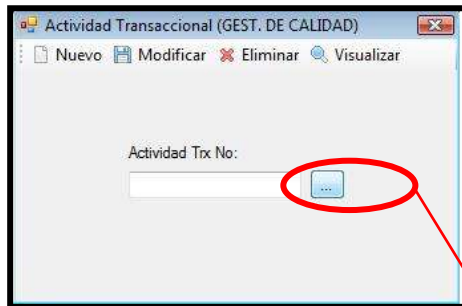 Actividad Transaccional (GEST. DE CALIDAD)
Nuevo Modificar Eliminar Visualizar
Actividad Trx No:
...